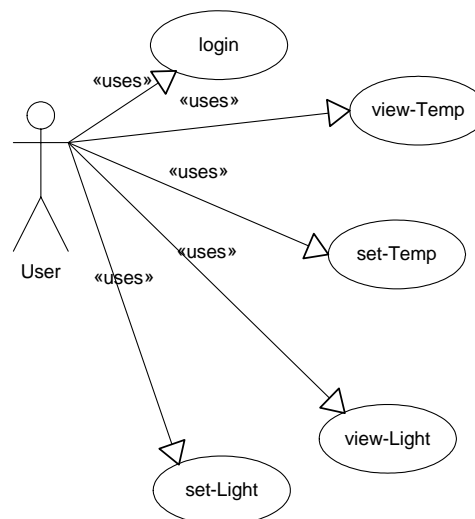 login
«uses»
«uses»
view-Temp
«uses»
set-Temp
User
«uses»
«uses»
view-Light
set-Light